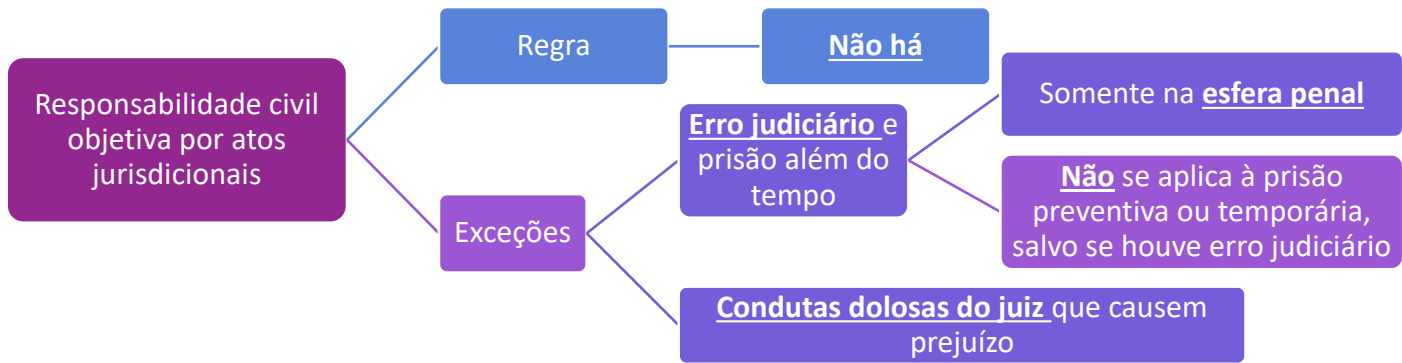 Responsabilidade civil
objetiva por atos
jurisdicionais
Regra
Não há
Exceções
Erro judiciário e
prisão além do
tempo
Somente na esfera penal
Não se aplica à prisão
preventiva ou temporária,
salvo se houve erro judiciário
Condutas dolosas do juiz que causem
prejuízo